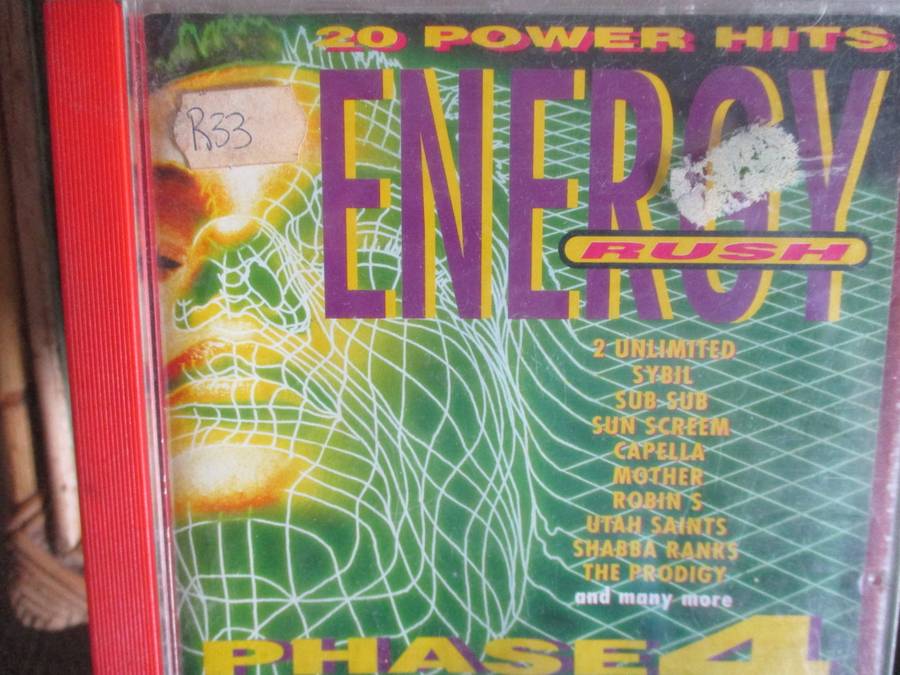 20 POWER HITS
R33
ENERGY
RUSH
2 UNLIMITED
SYBIL
SUB SUB
SUN SCREEM
CAPELLA
MOTHER
ROBIN S
UTAH SAINTS
SHABBA RANKS
THE PRODIGY
and many more
PHASE 4